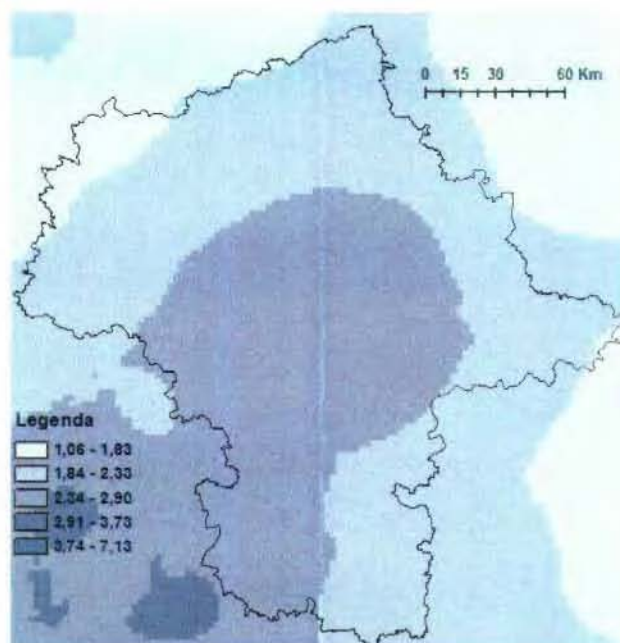 0 15 30 60 Km
Legenda
1,06 - 1,83
1,84 - 2,33
2,34 - 2,90
2,91 - 3,73
3,74 - 7,13